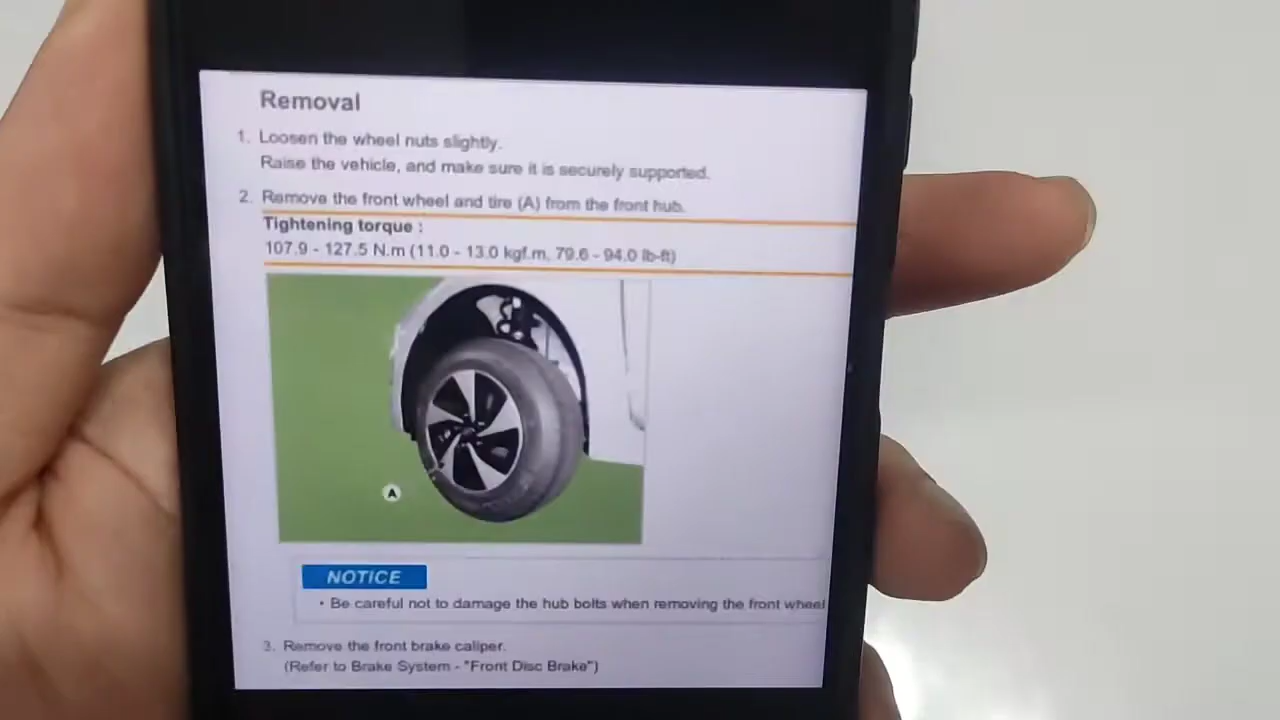 Removal
1. Loosen the wheel nuts slightly.
Raise the vehicle, and make sure it is securely supported.
2. Remove the front wheel and tire (A) from the front hub.
Tightening torque :
107.9 - 127.5 N.m (11.0 - 13.0 kgf.m, 79.6 - 94.0 lb-ft)
A
NOTICE
• Be careful not to damage the hub bolts when removing the front wheel
3. Remove the front brake caliper.
(Refer to Brake System - "Front Disc Brake")